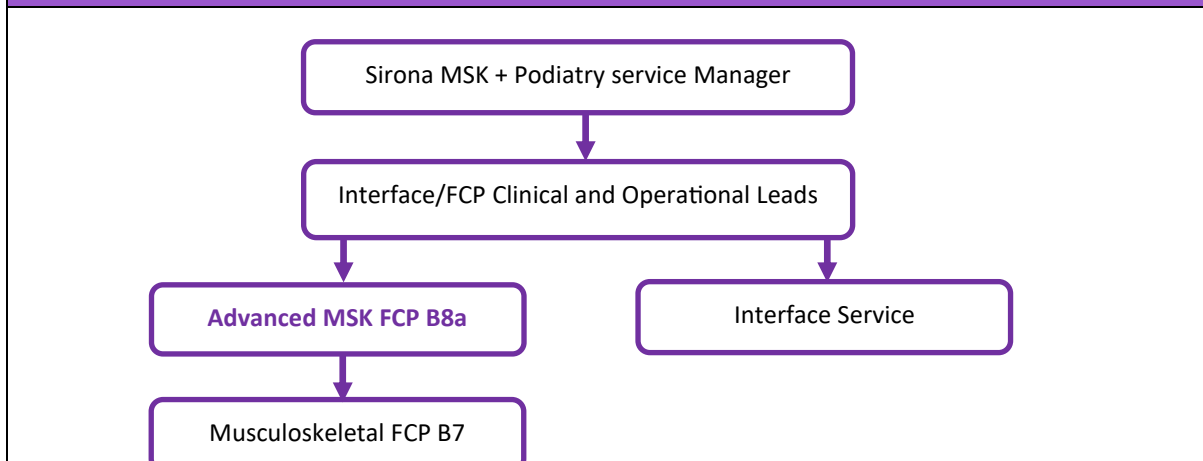 Sirona MSK + Podiatry service Manager
Interface/FCP Clinical and Operational Leads
Advanced MSK FCP B8a
Interface Service
Musculoskeletal FCP B7